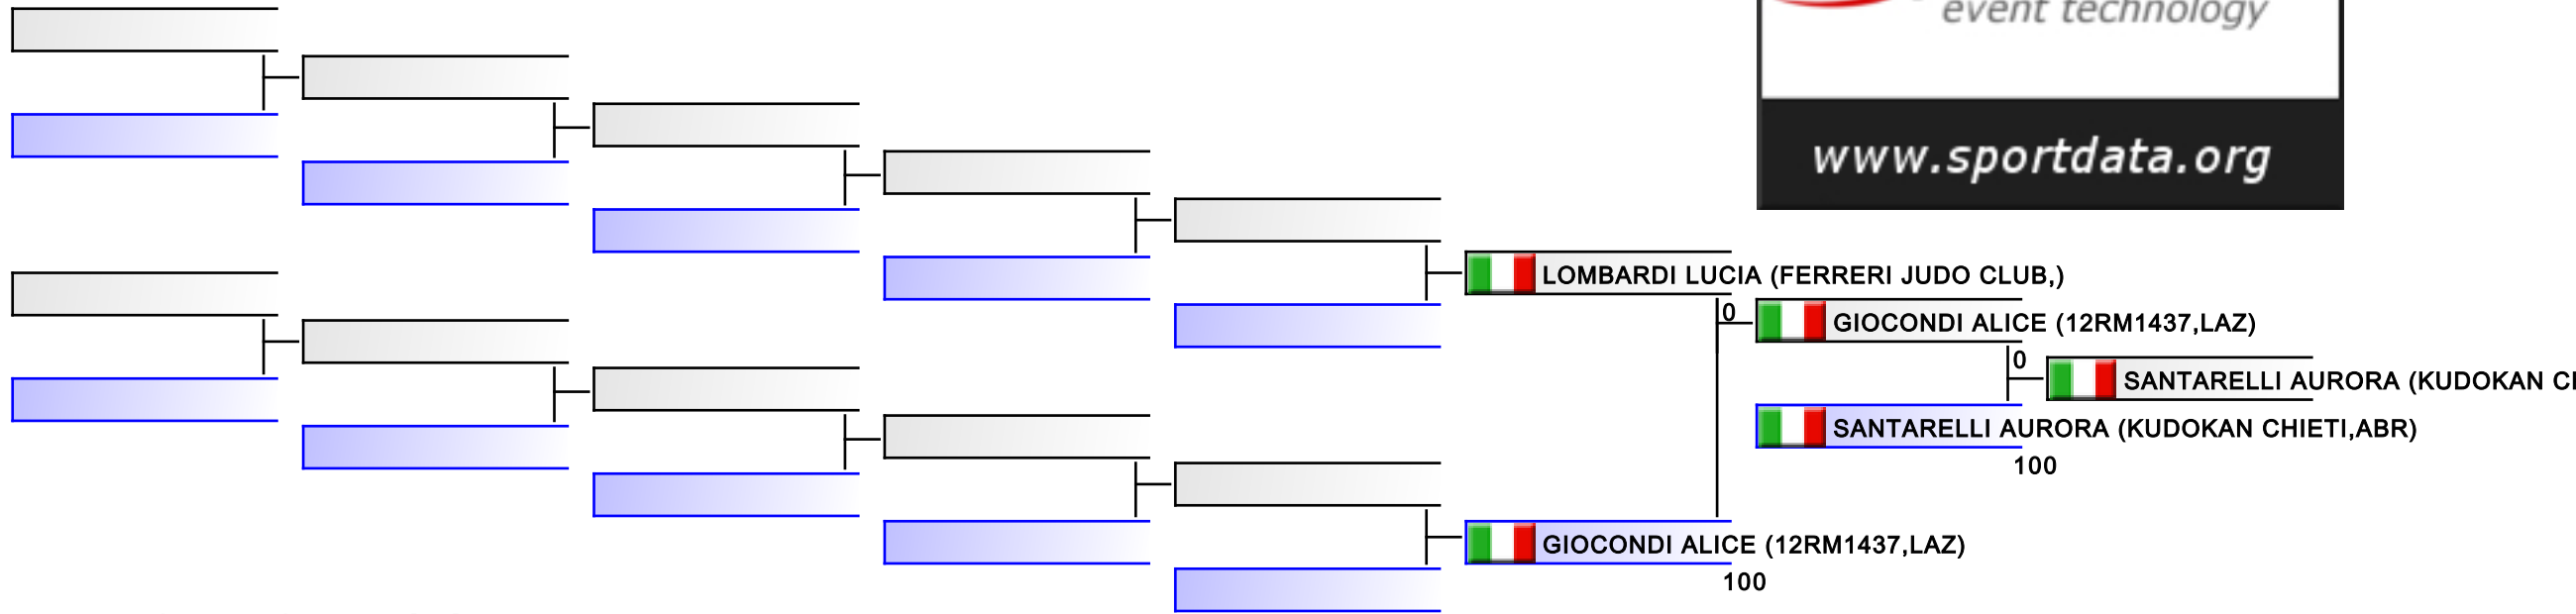 event technology
www.sportdata.org
LOMBARDI LUCIA (FERRERI JUDO CLUB,)
0
GIOCONDI ALICE (12RM1437,LAZ)
0
SANTARELLI AURORA (KUDOKAN
SANTARELLI AURORA (KUDOKAN CHIETI,ABR)
100
GIOCONDI ALICE (12RM1437,LAZ)
100